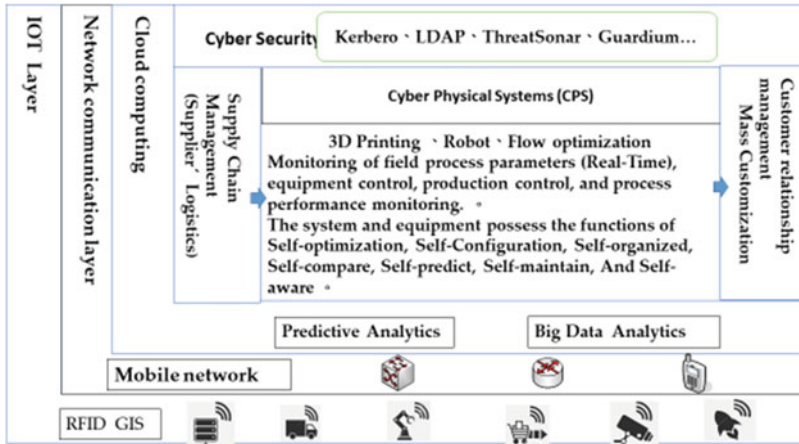 IOT Layer
Network communication layer
Cloud computing
Cyber Security
Kerbero、LDAP、ThreatSonar、Guardium…
Supply Chain
Management
(Supplier′ Logistics)
Cyber Physical Systems (CPS)
3D Printing 、Robot、Flow optimization
Monitoring of field process parameters (Real-Time),
equipment control, production control, and process
performance monitoring. 。
The system and equipment possess the functions of
Self-optimization, Self-Configuration, Self-organized,
Self-compare, Self-predict, Self-maintain, And Self-
aware 。
Customer relationship
management
Mass Customization
Predictive Analytics
Big Data Analytics
Mobile network
RFID GIS